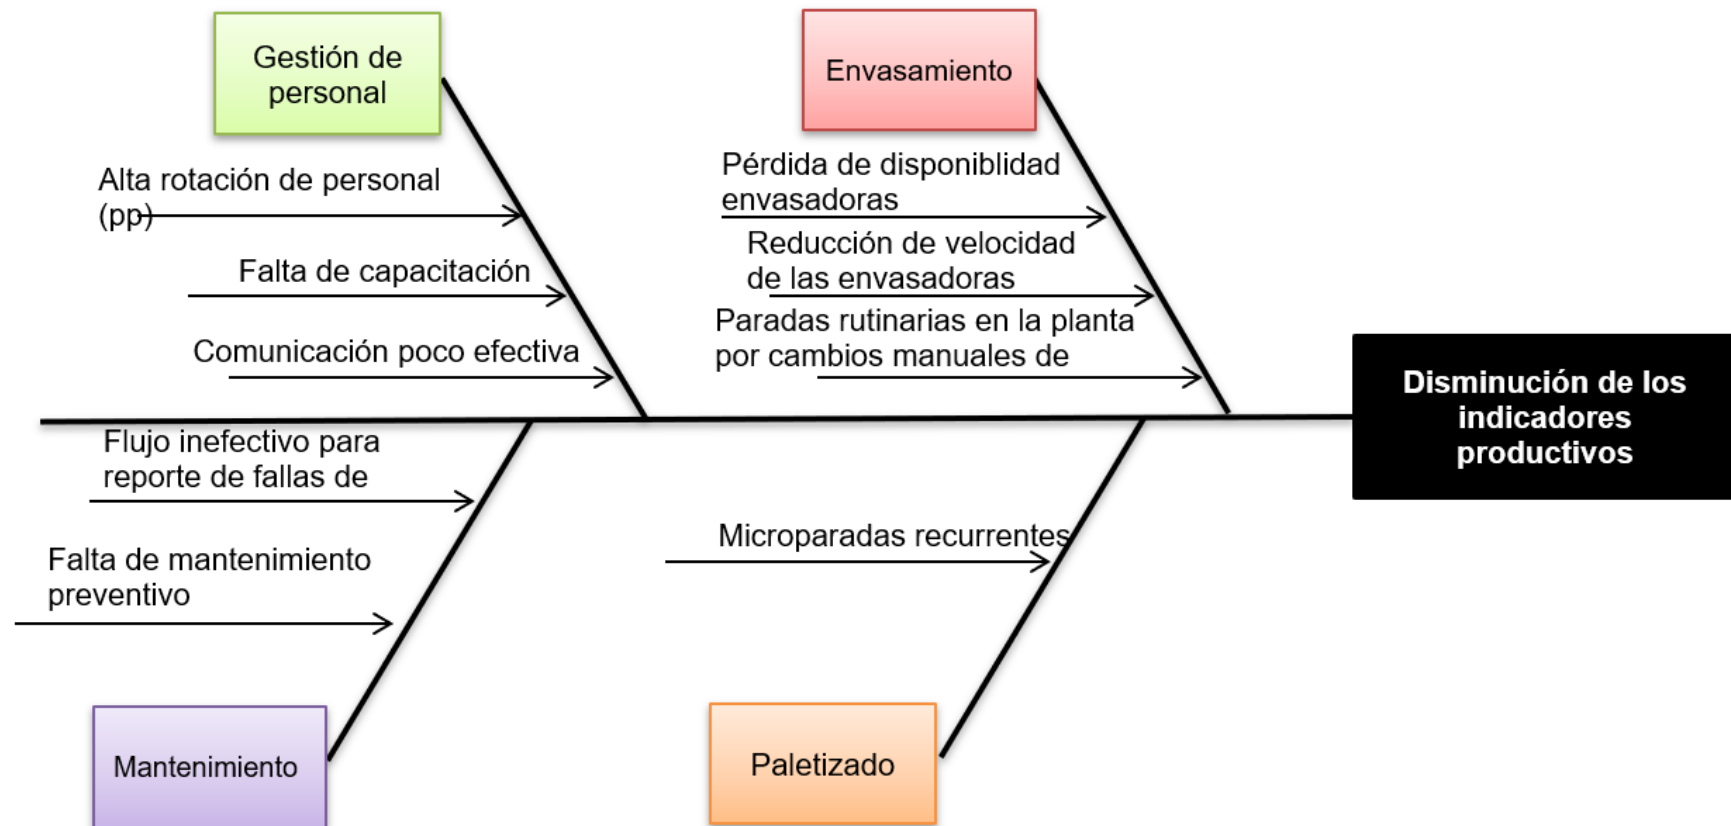 Gestión de
personal
Envasamiento
Alta rotación de personal
(pp)
Falta de capacitación
Comunicación poco efectiva
Pérdida de disponiblidad
envasadoras
Reducción de velocidad
de las envasadoras
Paradas rutinarias en la planta
por cambios manuales de
Disminución de los
indicadores
productivos
Flujo inefectivo para
reporte de fallas de
Falta de mantenimiento
preventivo
Microparadas recurrentes
Mantenimiento
Paletizado